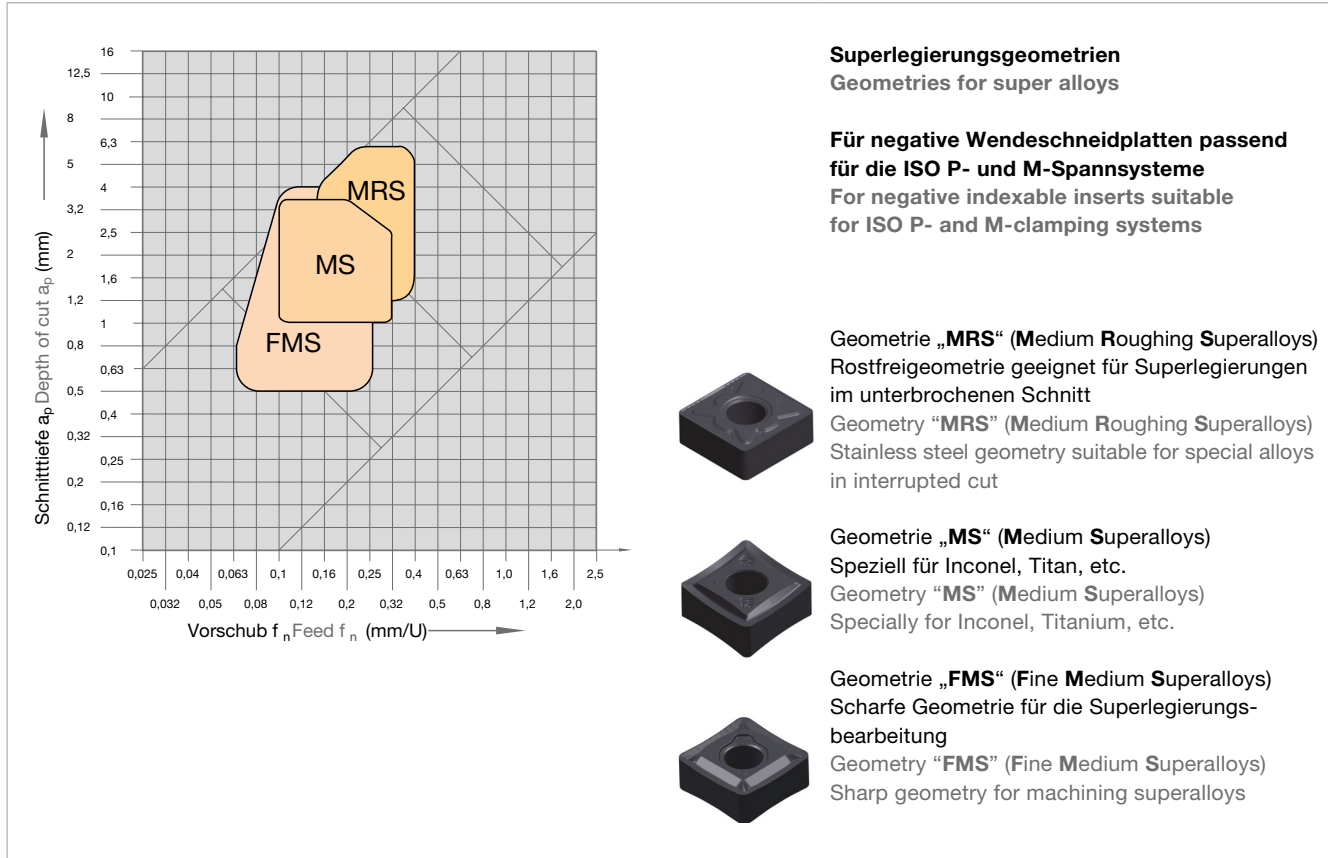 16
12,5
10
8
6,3
5
4
3,2
2,5
2
1,6
1,2
1
0,8
0,63
0,5
0,4
0,32
0,25
0,2
0,16
0,12
0,1
Schnitttiefe ap Depth of cut ap (mm)
MRS
MS
FMS
0,025 0,04 0,063 0,1 0,16 0,25 0,4 0,63 1,0 1,6 2,5
0,032 0,05 0,08 0,12 0,2 0,32 0,5 0,8 1,2 2,0
Vorschub f n Feed f n (mm/U)
Superlegierungsgeometrien
Geometries for super alloys
Für negative Wendeschneidplatten passend
für die ISO P- und M-Spannsysteme
For negative indexable inserts suitable
for ISO P- and M-clamping systems
Geometrie „MRS“ (Medium Roughing Superalloys)
Rostfreigeometrie geeignet für Superlegierungen
im unterbrochenen Schnitt
Geometry “MRS” (Medium Roughing Superalloys)
Stainless steel geometry suitable for special alloys
in interrupted cut
Geometrie „MS“ (Medium Superalloys)
Speziell für Inconel, Titan, etc.
Geometry “MS” (Medium Superalloys)
Specially for Inconel, Titanium, etc.
Geometrie „FMS“ (Fine Medium Superalloys)
Scharfe Geometrie für die Superlegierungs-
bearbeitung
Geometry “FMS” (Fine Medium Superalloys)
Sharp geometry for machining superalloys